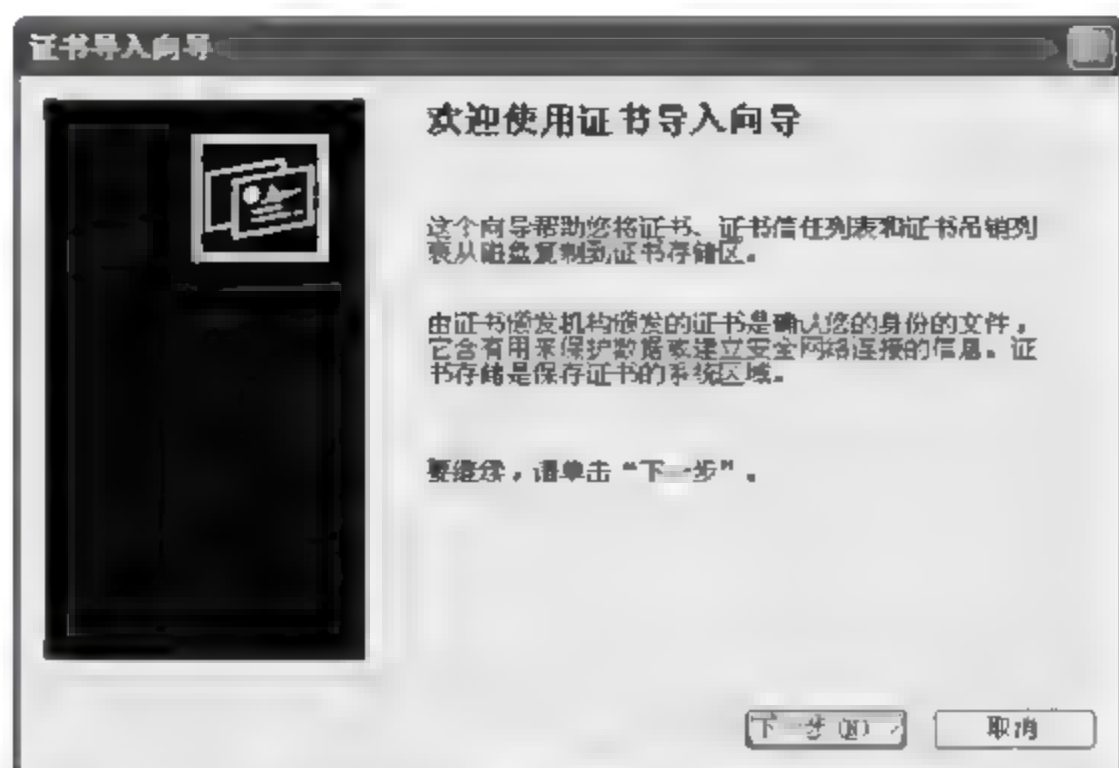 证书导入向导
欢迎使用证书导入向导
这个向导帮助您将证书、证书信任列表和证书吊销列
表从磁盘复制到证书存储区。
由证书颁发机构颁发的证书是确认您的身份的文件，
它含有用来保护数据或建立安全网络连接的信息。证
书存储是保存证书的系统区域。
要继续，请单击“下一步”。
下一步(N) >
取消